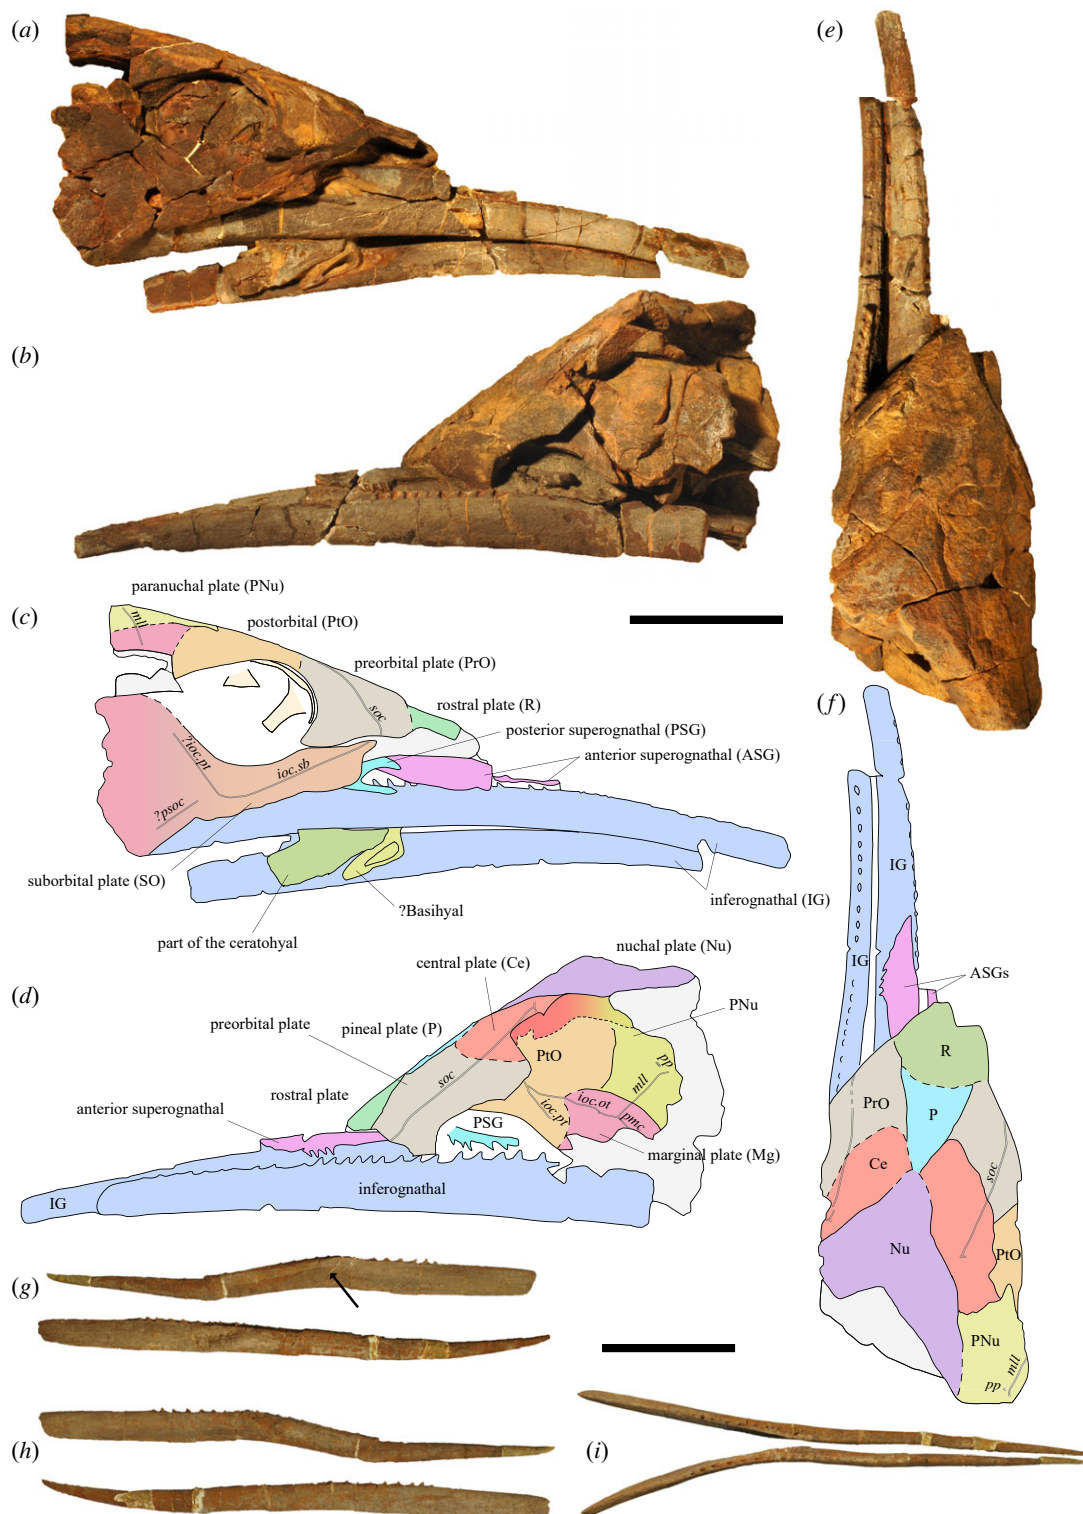 (a)
(e)
(b)
(c)
paranuchal plate (PNu)
mll
postorbital (PtO)
preorbital plate (PrO)
soc
rostral plate (R)
posterior supergnathal (PSG)
anterior supergnathal (ASG)
?ioc.pt
ioc.sb
?psoc
suborbital plate (SO)
?Basihyal
inferognathal (IG)
part of the ceratohyal
(f)
IG
IG
ASGs
R
PrO
P
Ce
soc
Nu
PtO
PNu
mll
pp
(d)
nuchal plate (Nu)
central plate (Ce)
preorbital plate
pineal plate (P)
PNu
PtO
soc
pp
mll
rostral plate
ioc.ot
ioc.pt
pmc
anterior supergnathal
PSG
marginal plate (Mg)
inferognathal
IG
(g)
(h)
(i)